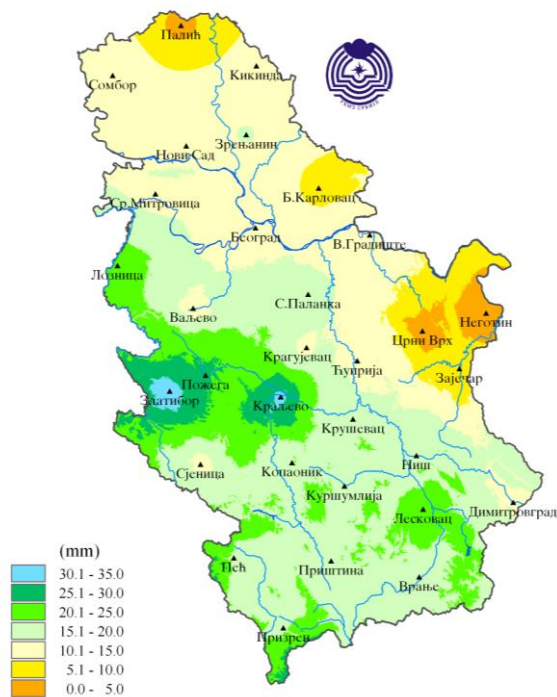 Палић
Сомбор
Кикинда
Зрењанин
Нови Сад
Б.Карловац
Ср.Митровица
Београд
В.Градиште
Лозница
С.Паланка
Ваљево
Неготин
Црни Врх
Крагујевац
Ћуприја
Зајечар
Пожега
Златибор
Краљево
Крушевац
Ниш
Сјеница
Копаоник
Куршумлија
Димитровград
Лесковац
Пећ
Приштина
Врање
Призрен
(mm)
30.1 - 35.0
25.1 - 30.0
20.1 - 25.0
15.1 - 20.0
10.1 - 15.0
5.1 - 10.0
0.0 - 5.0